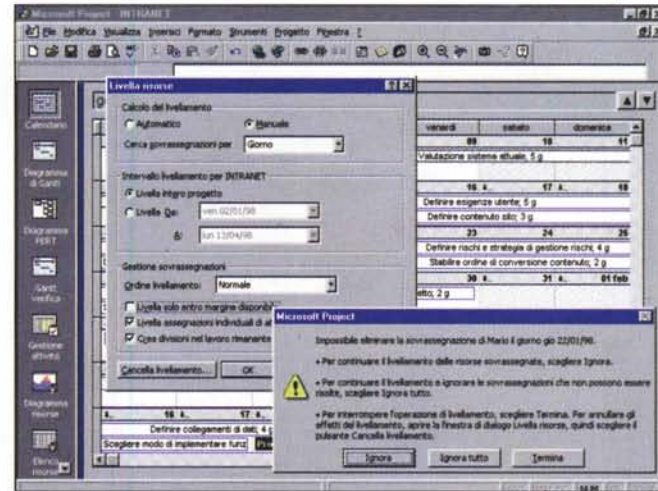 Microsoft Project - INTRANET
File Modifica Visualizza Inserisci Formato Strumenti Progetto Finestra ?
Livella risorse
Calcolo del livellamento
Automatico Manuale
Cerca sovrassegnazioni per Giorno
Intervallo livellamento per INTRANET
Livella intero progetto
Livella Da: ven 02/01/98
A:
Gestione sovrassegnazioni
Ordine livellamento: Normale
Livella solo entro margine disponibil
Livella assegnazioni individuali di at
Crea divisioni nel lavoro rimanente
Cancella livellamento... OK
Calendario
Diagramma di Gantt
Diagramma PERT
Gantt verifica
Gestione attività
Diagramma risorse
Elenco risorse
venerdì sabato domenica
09 10 11
Valutazione sistema attuale; 5 g
16 17 18
Definire esigenze utente; 5 g
Definire contenuto sito; 3 g
23 24 25
Definire rischi e strategia di gestione rischi; 4 g
Stabilire ordine di conversione contenuto; 2 g
30 31 01 feb
etto; 2 g
16 17
Definire collegamenti di dati; 4 g
Scegliere modo di implementare funz
Microsoft Project
Impossibile eliminare la sovrassegnazione di Mario il giorno gio 22/01/98.
• Per continuare il livellamento delle risorse sovrassegnate, scegliere Ignora.
• Per continuare il livellamento e ignorare le sovrassegnazioni che non possono essere
risolte, scegliere Ignora tutto.
• Per interrompere l'operazione di livellamento, scegliere Termina. Per annullare gli
effetti del livellamento, aprire la finestra di dialogo Livella risorse, quindi scegliere il
pulsante Cancella livellamento.
Ignora Ignora tutto Termina